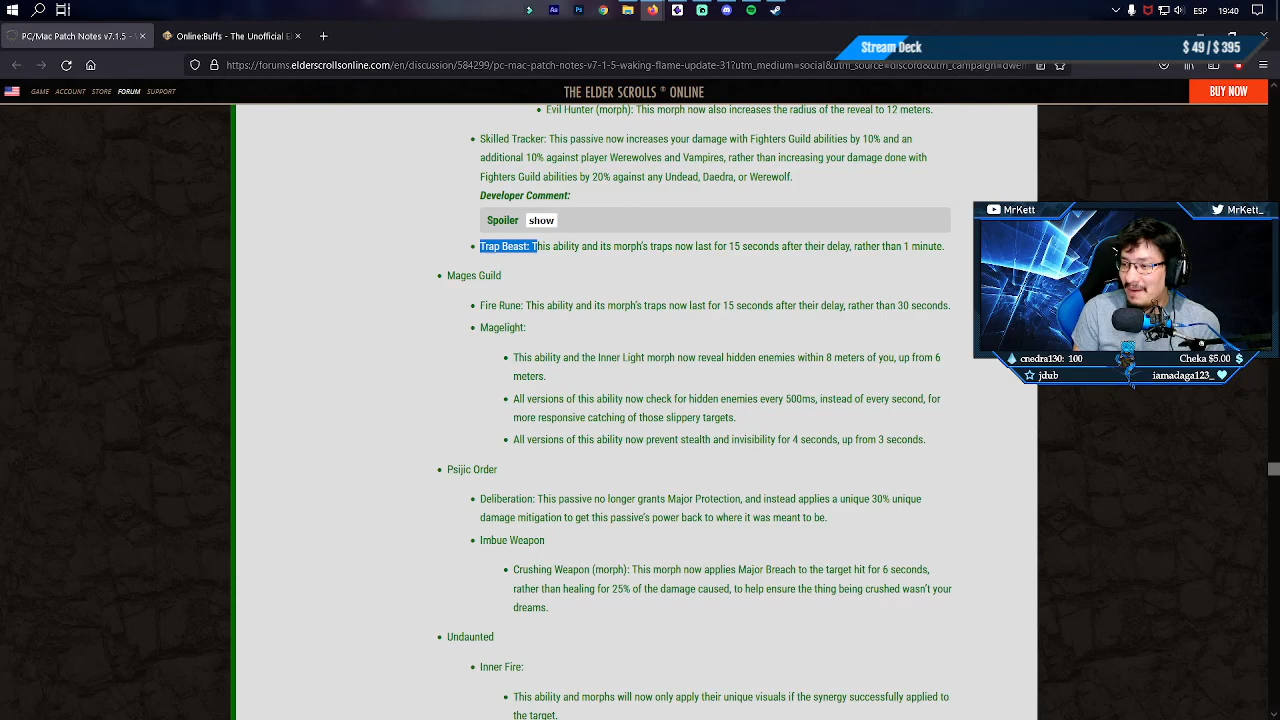 ESP
19:40
PC/Mac Patch Notes v7.1.5 - W
Online:Buffs - The Unofficial El
Stream Deck
$ 49 / $ 395
https://forums.elderscrollsonline.com/en/discussion/584299/pc-mac-patch-notes-v7-1-5-waking-flame-update-31?utm_medium=social&utm_source=discord&utm_campaign=dwem
GAME ACCOUNT STORE FORUM SUPPORT
THE ELDER SCROLLS ® ONLINE
BUY NOW
• Evil Hunter (morph): This morph now also increases the radius of the reveal to 12 meters.
• Skilled Tracker: This passive now increases your damage with Fighters Guild abilities by 10% and an
additional 10% against player Werewolves and Vampires, rather than increasing your damage done with
Fighters Guild abilities by 20% against any Undead, Daedra, or Werewolf.
Developer Comment:
Spoiler show
• Trap Beast: This ability and its morph's traps now last for 15 seconds after their delay, rather than 1 minute.
• Mages Guild
• Fire Rune: This ability and its morph's traps now last for 15 seconds after their delay, rather than 30 seconds.
• Magelight:
• This ability and the Inner Light morph now reveal hidden enemies within 8 meters of you, up from 6
meters.
• All versions of this ability now check for hidden enemies every 500ms, instead of every second, for
more responsive catching of those slippery targets.
• All versions of this ability now prevent stealth and invisibility for 4 seconds, up from 3 seconds.
• Psijic Order
• Deliberation: This passive no longer grants Major Protection, and instead applies a unique 30% unique
damage mitigation to get this passive's power back to where it was meant to be.
• Imbue Weapon
• Crushing Weapon (morph): This morph now applies Major Breach to the target hit for 6 seconds,
rather than healing for 25% of the damage caused, to help ensure the thing being crushed wasn't your
dreams.
• Undaunted
• Inner Fire:
• This ability and morphs will now only apply their unique visuals if the synergy successfully applied to
the target.
MrKett
MrKett_
cnedra130: 100
Cheka $5.00
jdub
iamadaga123_